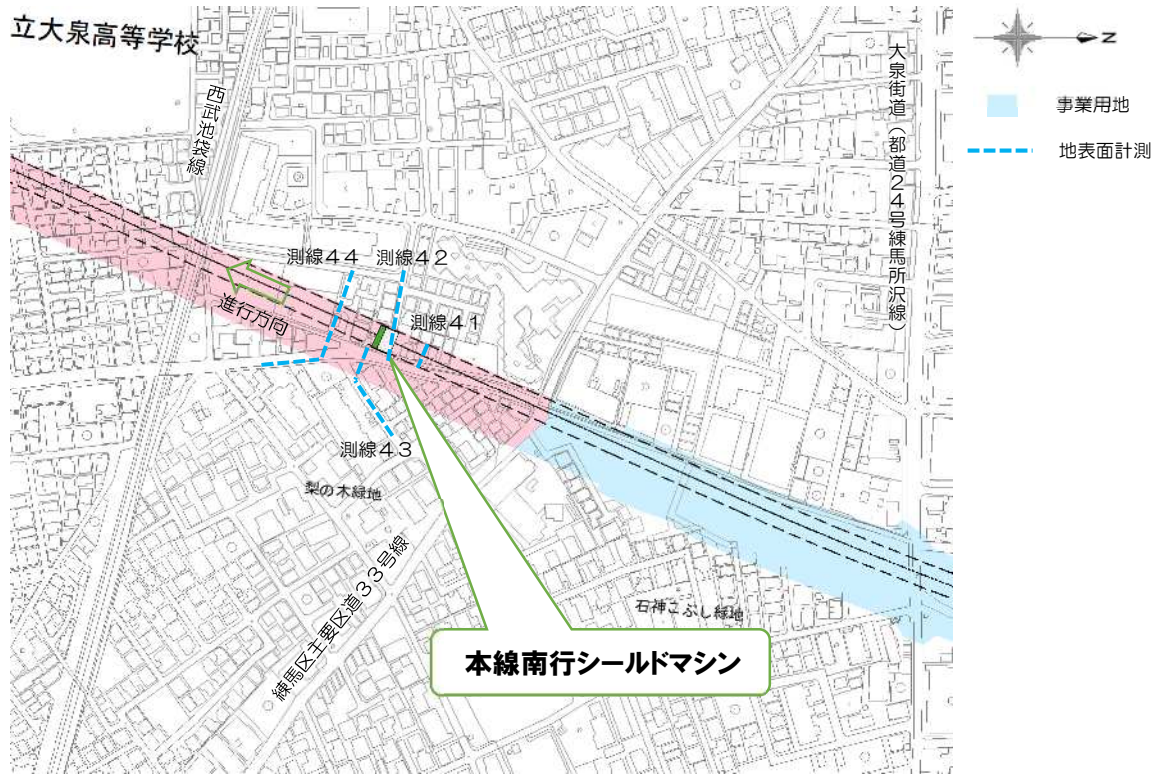 立大泉高等学校
西武池袋線
大泉街道(都道24号練馬所沢線)
N
事業用地
地表面計測
測線44
測線42
測線41
進行方向
測線43
梨の木緑地
練馬区主要区道33号線
石神こぶし緑地
本線南行シールドマシン